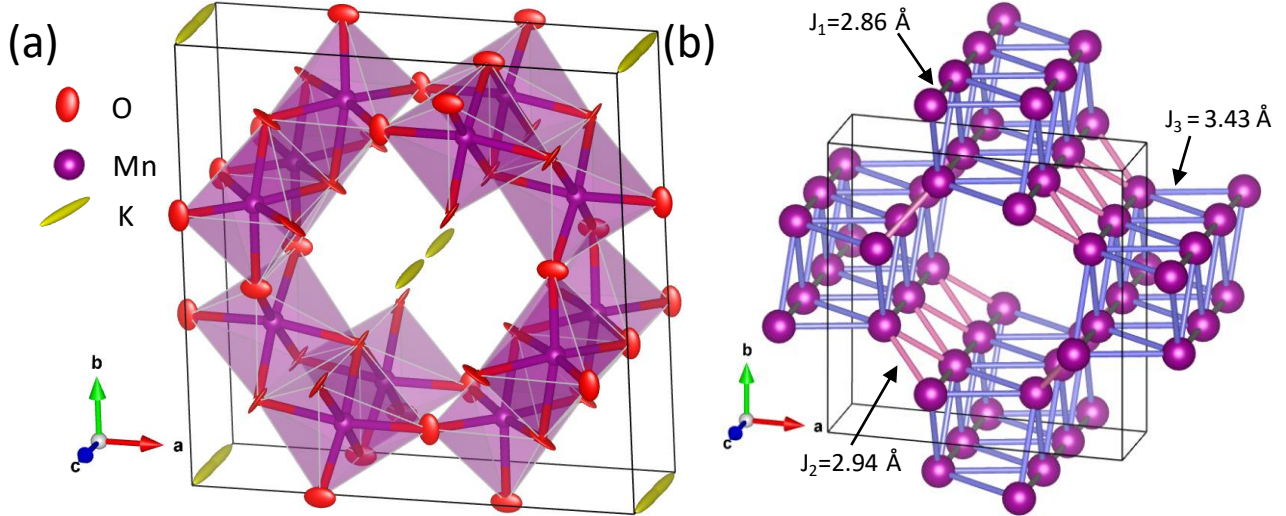 (a)
O
Mn
K
b
a
c
(b)
J₁=2.86 Å
J₃ = 3.43 Å
J₂=2.94 Å
b
a
c